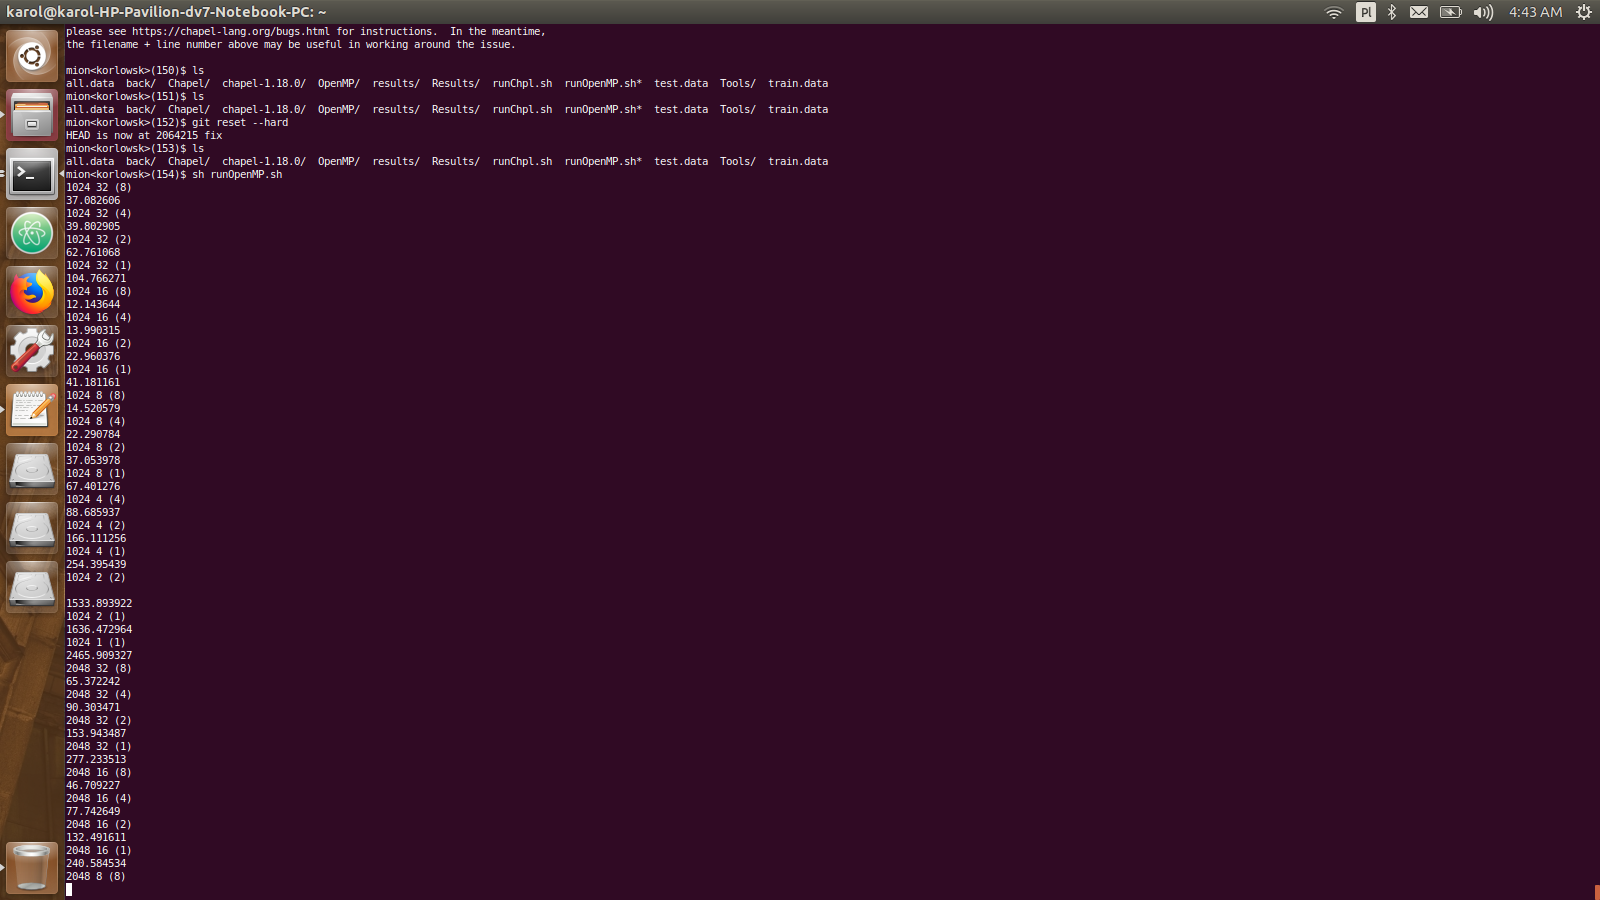 karol@karol-HP-Pavilion-dv7-Notebook-PC: ~
Pl
4:43 AM
please see https://chapel-lang.org/bugs.html for instructions.  In the meantime,
the filename + line number above may be useful in working around the issue.
mion<korlowsk>(150)$ ls
all.data  back/  Chapel/  chapel-1.18.0/  OpenMP/  results/  Results/  runChpl.sh  runOpenMP.sh*  test.data  Tools/  train.data
mion<korlowsk>(151)$ ls
all.data  back/  Chapel/  chapel-1.18.0/  OpenMP/  results/  Results/  runChpl.sh  runOpenMP.sh*  test.data  Tools/  train.data
mion<korlowsk>(152)$ git reset --hard
HEAD is now at 2064215 fix
mion<korlowsk>(153)$ ls
all.data  back/  Chapel/  chapel-1.18.0/  OpenMP/  results/  Results/  runChpl.sh  runOpenMP.sh*  test.data  Tools/  train.data
mion<korlowsk>(154)$ sh runOpenMP.sh
1024 32 (8)
37.082606
1024 32 (4)
39.802905
1024 32 (2)
62.761068
1024 32 (1)
104.766271
1024 16 (8)
12.143644
1024 16 (4)
13.990315
1024 16 (2)
22.960376
1024 16 (1)
41.181161
1024 8 (8)
14.520579
1024 8 (4)
22.290784
1024 8 (2)
37.053978
1024 8 (1)
67.401276
1024 4 (4)
88.685937
1024 4 (2)
166.111256
1024 4 (1)
254.395439
1024 2 (2)
1533.893922
1024 2 (1)
1636.472964
1024 1 (1)
2465.909327
2048 32 (8)
65.372242
2048 32 (4)
90.303471
2048 32 (2)
153.943487
2048 32 (1)
277.233513
2048 16 (8)
46.709227
2048 16 (4)
77.742649
2048 16 (2)
132.491611
2048 16 (1)
240.584534
2048 8 (8)